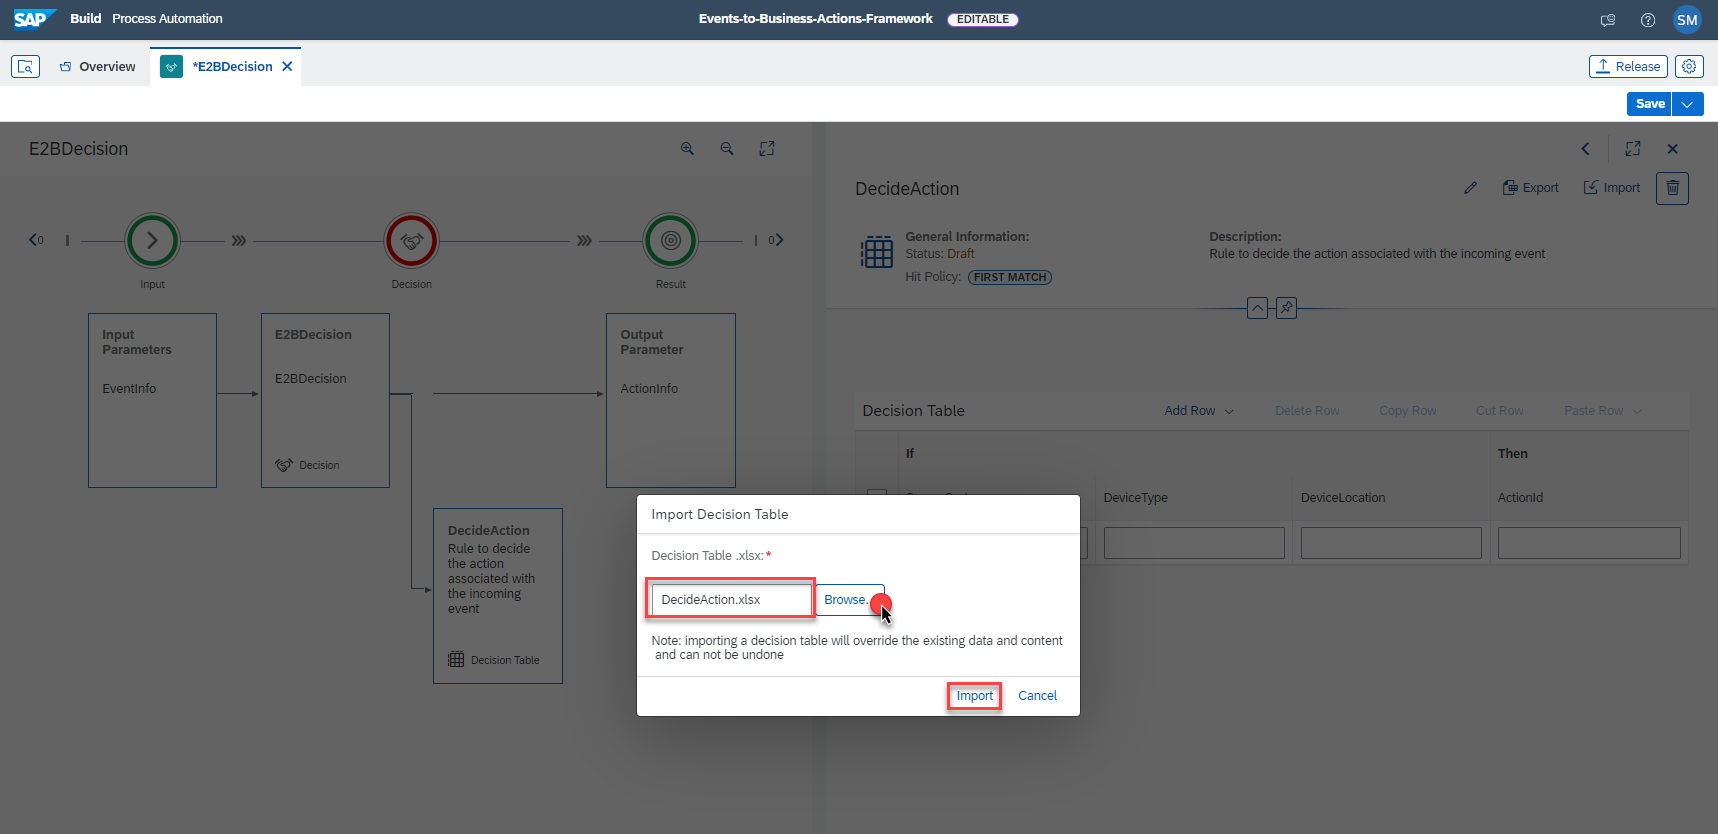 SAP Build Process Automation
Events-to-Business-Actions-Framework EDITABLE
SM
Overview
*E2BDecision
Release
Save
E2BDecision
0
Input
Decision
Result
0
Input
Parameters
EventInfo
E2BDecision
E2BDecision
Decision
Output
Parameter
ActionInfo
DecideAction
Rule to decide
the action
associated with
the incoming
event
Decision Table
DecideAction
Export
Import
General Information:
Status: Draft
Hit Policy: FIRST MATCH
Description:
Rule to decide the action associated with the incoming event
Decision Table
Add Row
Delete Row
Copy Row
Cut Row
Paste Row
If
Then
DeviceType
DeviceLocation
ActionId
Import Decision Table
Decision Table .xlsx:*
DecideAction.xlsx
Browse.
Note: importing a decision table will override the existing data and content
and can not be undone
Import
Cancel